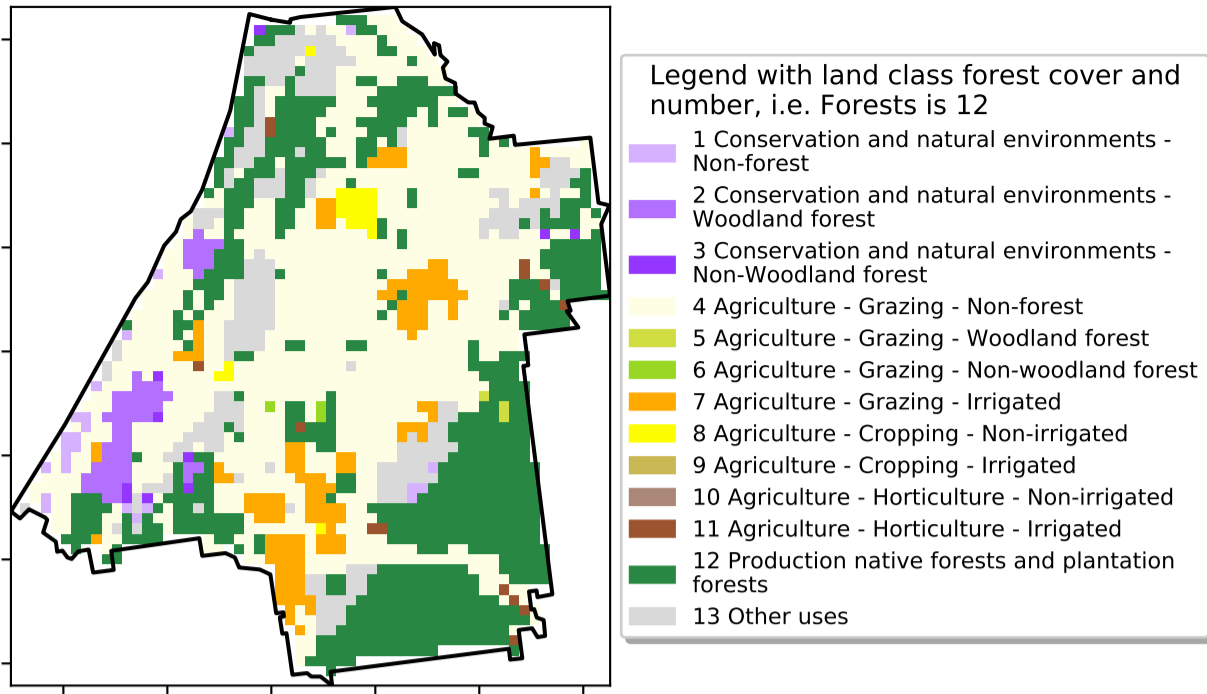 Legend with land class forest cover and
number, i.e. Forests is 12
1 Conservation and natural environments -
Non-forest
2 Conservation and natural environments -
Woodland forest
3 Conservation and natural environments -
Non-Woodland forest
4 Agriculture - Grazing - Non-forest
5 Agriculture - Grazing - Woodland forest
6 Agriculture - Grazing - Non-woodland forest
7 Agriculture - Grazing - Irrigated
8 Agriculture - Cropping - Non-irrigated
9 Agriculture - Cropping - Irrigated
10 Agriculture - Horticulture - Non-irrigated
11 Agriculture - Horticulture - Irrigated
12 Production native forests and plantation
forests
13 Other uses